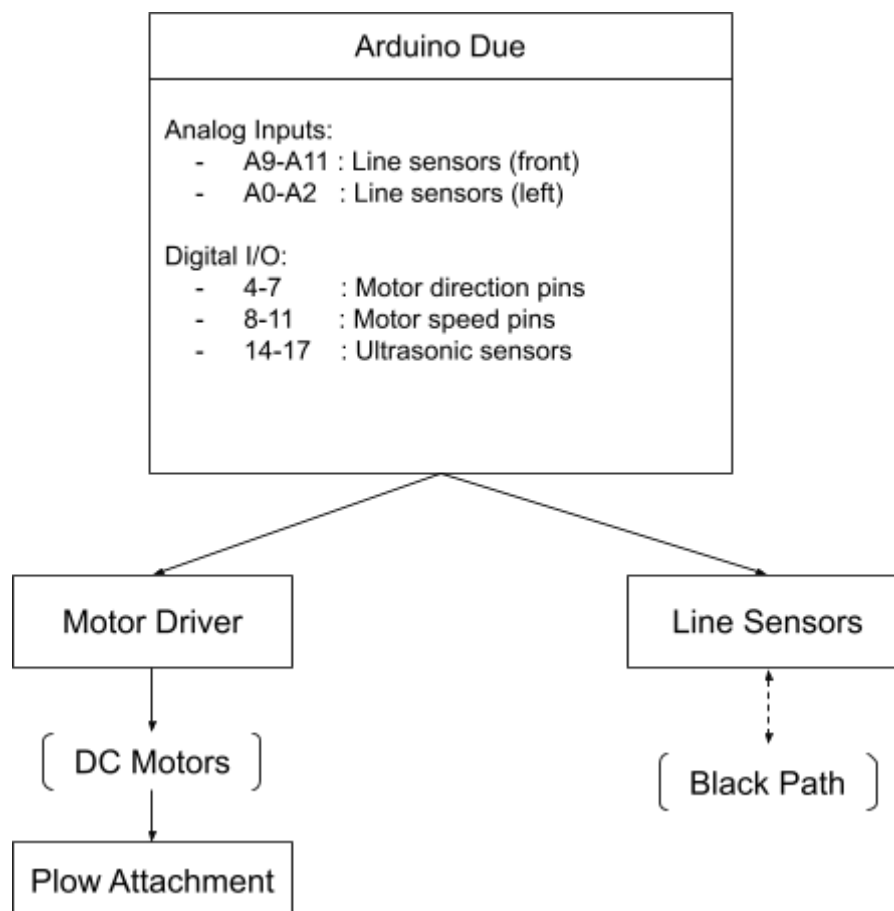 Arduino Due
Analog Inputs:
- A9-A11 : Line sensors (front)
- A0-A2 : Line sensors (left)
Digital I/O:
- 4-7 : Motor direction pins
- 8-11 : Motor speed pins
- 14-17 : Ultrasonic sensors
Motor Driver
Line Sensors
DC Motors
Black Path
Plow Attachment